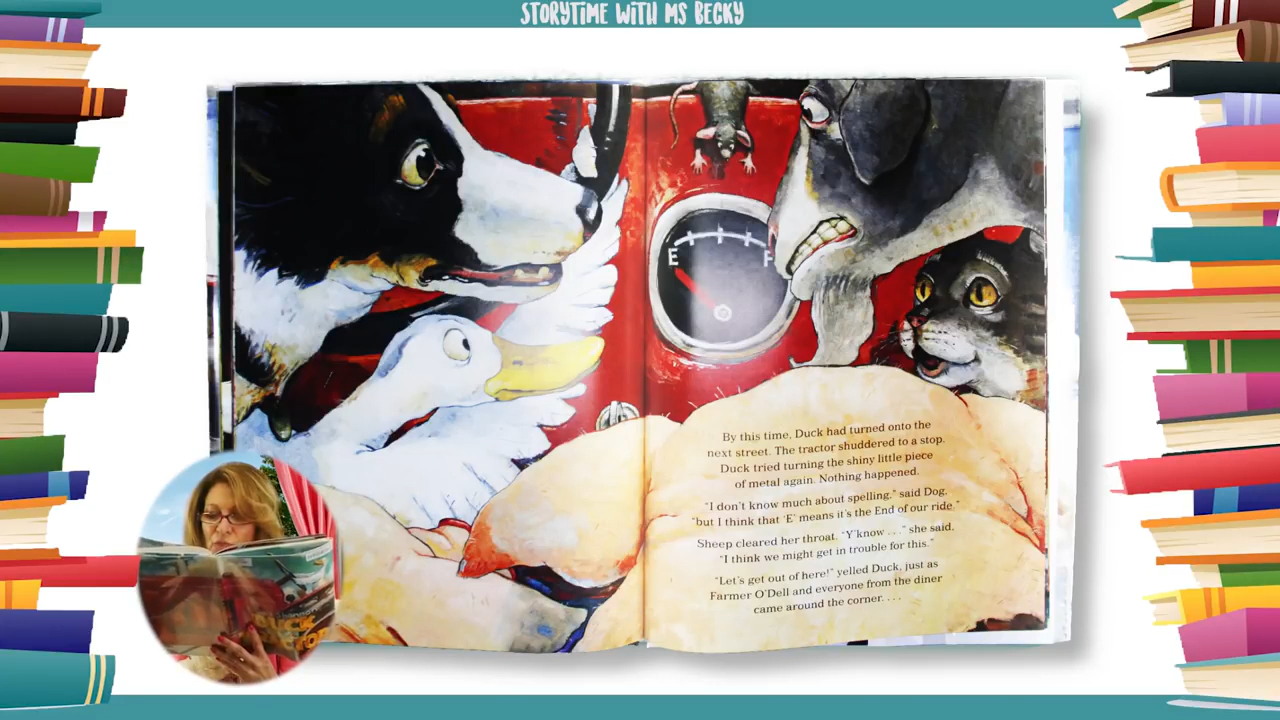 STORYTIME WITH MS BECKY
E F
By this time, Duck had turned onto the
next street. The tractor shuddered to a stop.
Duck tried turning the shiny little piece
of metal again. Nothing happened.
"I don't know much about spelling," said Dog,
"but I think that 'E' means it's the End of our ride."
Sheep cleared her throat. "Y'know . . ." she said,
"I think we might get in trouble for this."
"Let's get out of here!" yelled Duck, just as
Farmer O'Dell and everyone from the diner
came around the corner. . . .
DUCK